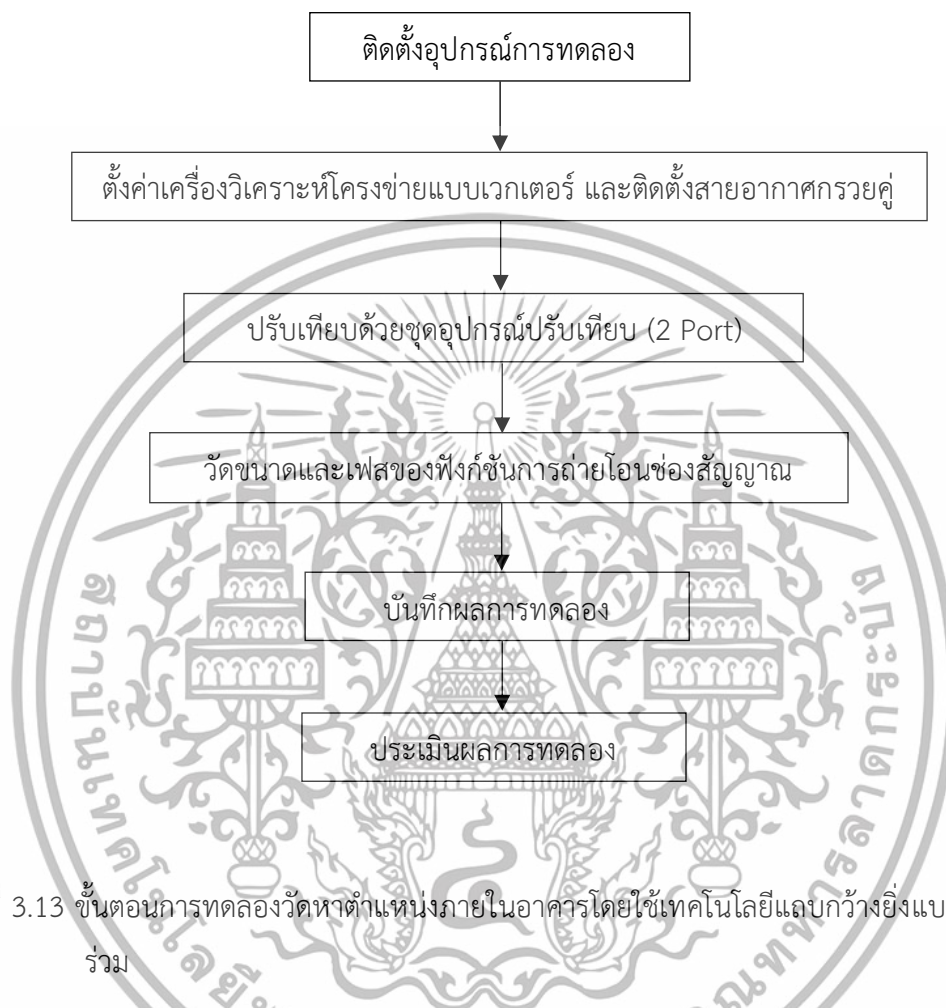 ติดตั้งอุปกรณ์การทดลอง
ตั้งค่าเครื่องวิเคราะห์โครงข่ายแบบเวกเตอร์ และติดตั้งสายอากาศกรวยคู่
ปรับเทียบด้วยชุดอุปกรณ์ปรับเทียบ (2 Port)
วัดขนาดและเฟสของฟังก์ชันการถ่ายโอนช่องสัญญาณ
บันทึกผลการทดลอง
ประเมินผลการทดลอง
3.13 ขั้นตอนการทดลองวัดหาตำแหน่งภายในอาคารโดยใช้เทคโนโลยีแถบกว้างยิ่งแบบ
ร่วม